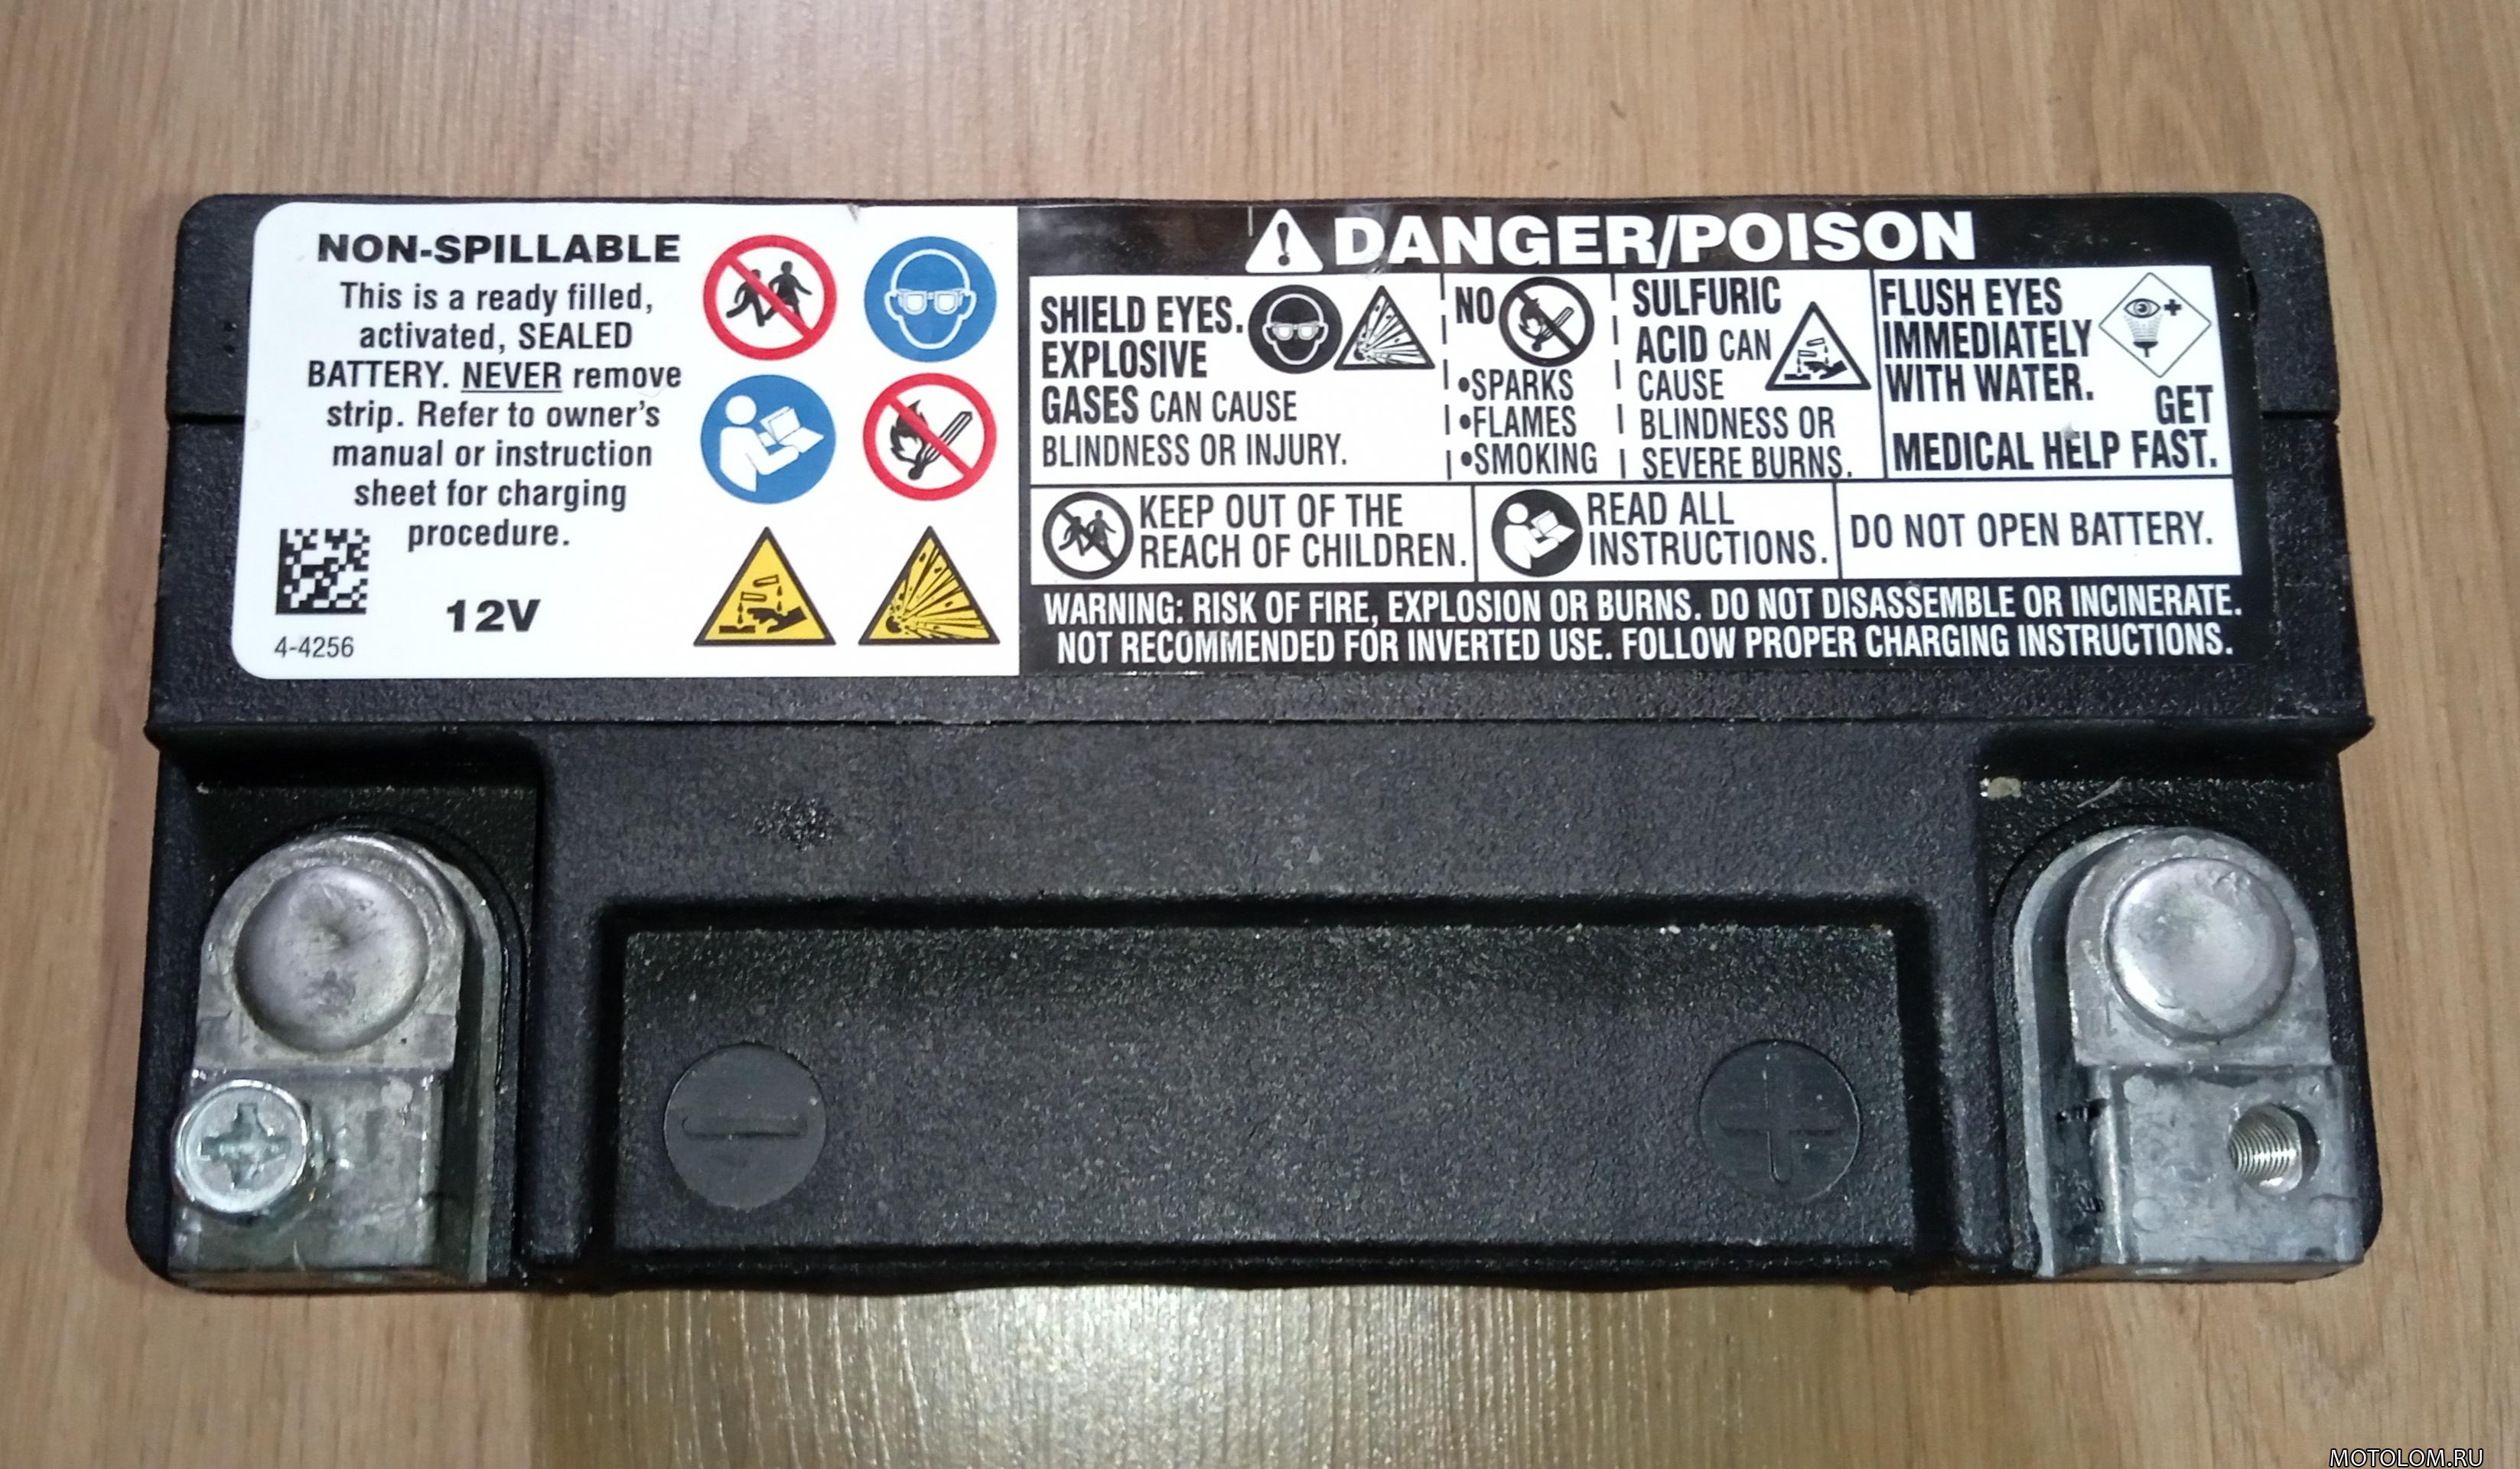 NON-SPILLABLE
This is a ready filled,
activated, SEALED
BATTERY. NEVER remove
strip. Refer to owner's
manual or instruction
sheet for charging
procedure.
12V
4-4256
DANGER/POISON
SHIELD EYES.
EXPLOSIVE
GASES CAN CAUSE
BLINDNESS OR INJURY.
NO
•SPARKS
•FLAMES
•SMOKING
SULFURIC
ACID CAN
CAUSE
BLINDNESS OR
SEVERE BURNS.
FLUSH EYES
IMMEDIATELY
WITH WATER.
GET
MEDICAL HELP FAST.
KEEP OUT OF THE
REACH OF CHILDREN.
READ ALL
INSTRUCTIONS.
DO NOT OPEN BATTERY.
WARNING: RISK OF FIRE, EXPLOSION OR BURNS. DO NOT DISASSEMBLE OR INCINERATE.
NOT RECOMMENDED FOR INVERTED USE. FOLLOW PROPER CHARGING INSTRUCTIONS.
MOTOLOM.RU